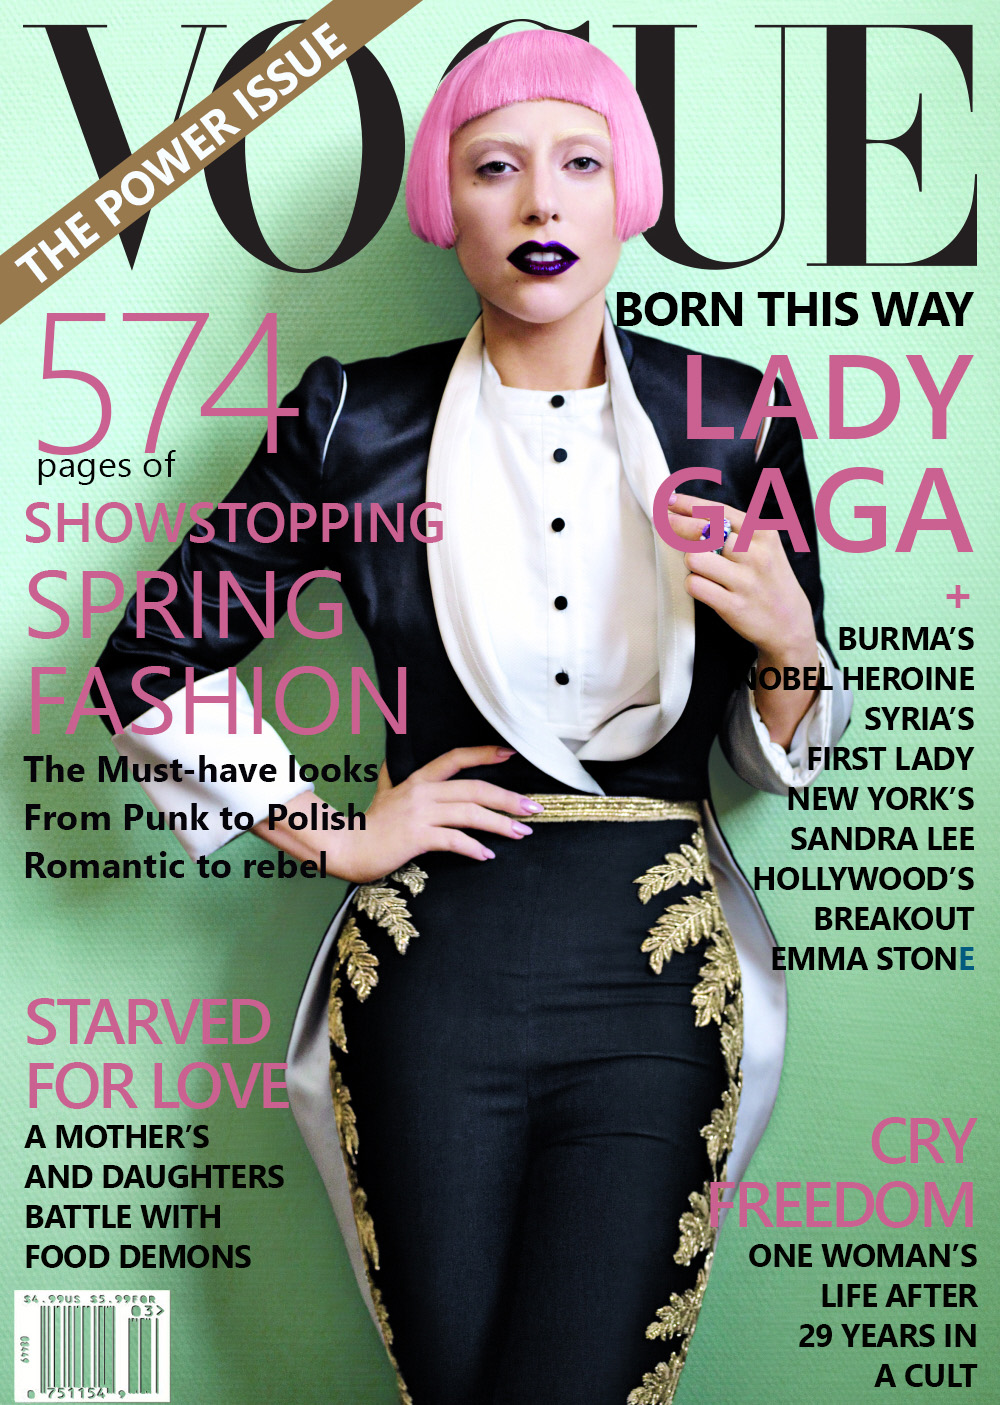 VOGUE
THE POWER ISSUE
574
pages of
SHOWSTOPPING
SPRING
FASHION
The Must-have looks
From Punk to Polish
Romantic to rebel
BORN THIS WAY
LADY
GAGA
+
BURMA'S
NOBEL HEROINE
SYRIA'S
FIRST LADY
NEW YORK'S
SANDRA LEE
HOLLYWOOD'S
BREAKOUT
EMMA STONE
STARVED
FOR LOVE
A MOTHER'S
AND DAUGHTERS
BATTLE WITH
FOOD DEMONS
CRY
FREEDOM
ONE WOMAN'S
LIFE AFTER
29 YEARS IN
A CULT
$4.99US $5.99FOR
03>
0 751154 9